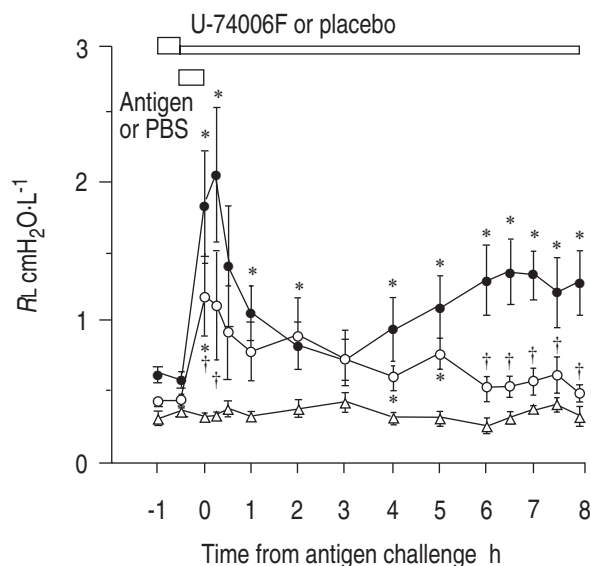 U-74006F or placebo
3
Antigen
or PBS
* *
* * * * * * * * *
2
RL cmH2O·L-1
1
* † † * * † † † † †
0
-1 0 1 2 3 4 5 6 7 8
Time from antigen challenge h